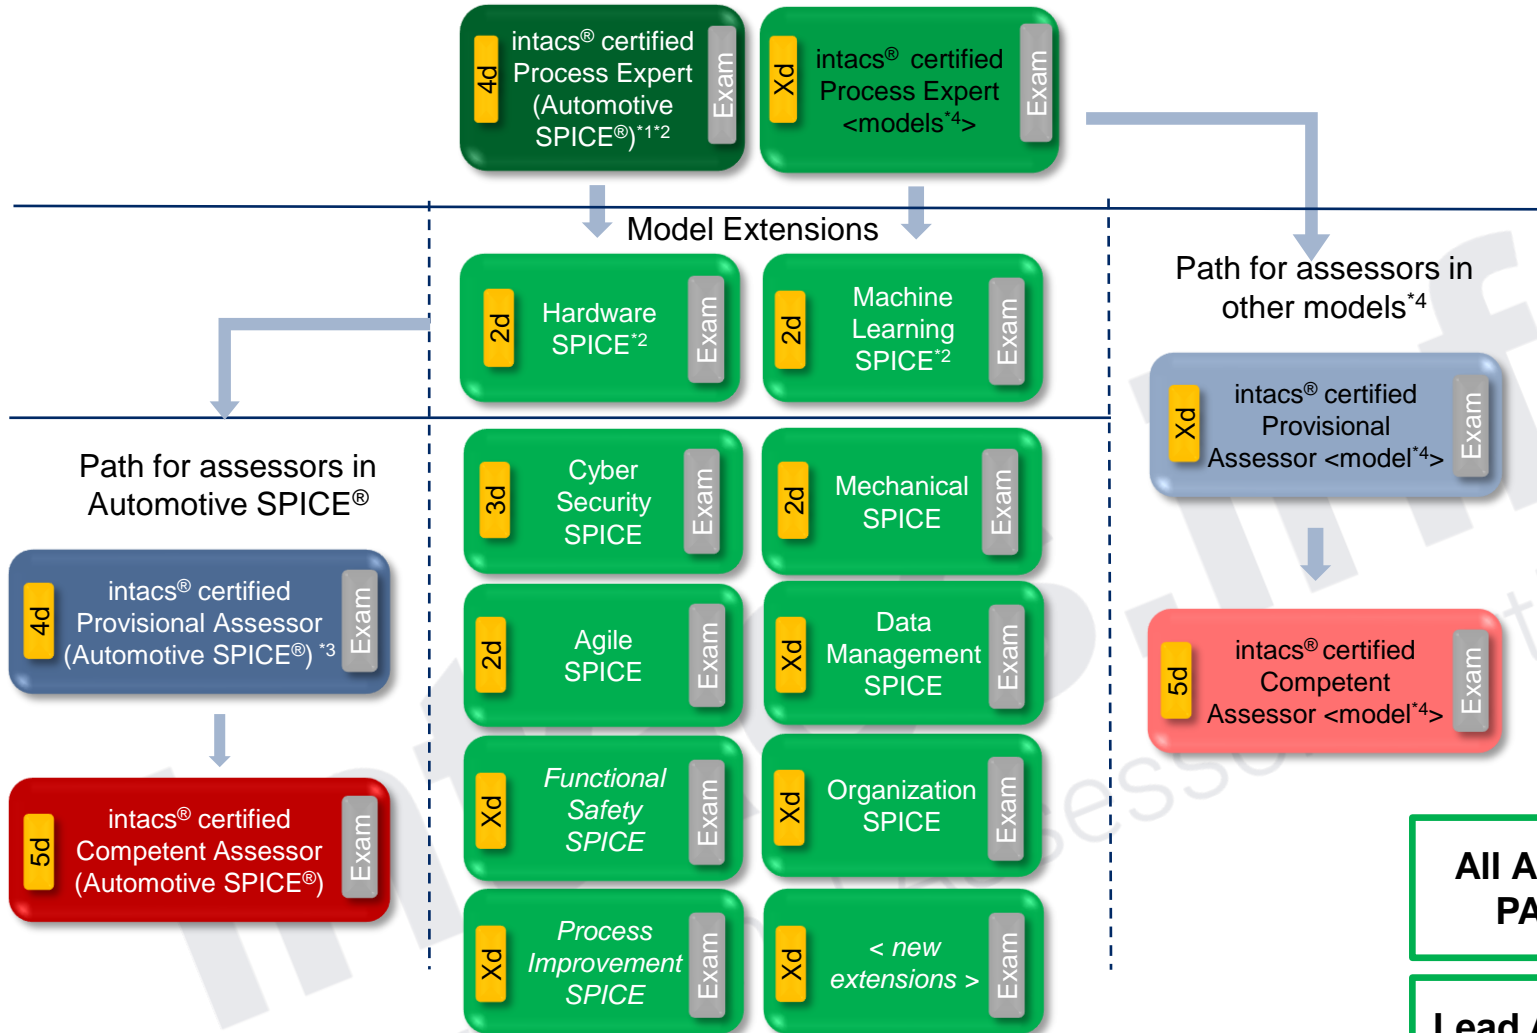 4d
intacs® certified
Process Expert
(Automotive
SPICE®)*1*2
Exam
Xd
intacs® certified
Process Expert
<models*4>
Exam
Model Extensions
2d
Hardware
SPICE*2
Exam
2d
Machine
Learning
SPICE*2
Exam
Path for assessors in
other models*4
Xd
intacs® certified
Provisional
Assessor <model*4>
Exam
5d
intacs® certified
Competent
Assessor <model*4>
Exam
Path for assessors in
Automotive SPICE®
4d
intacs® certified
Provisional Assessor
(Automotive SPICE®) *3
Exam
5d
intacs® certified
Competent Assessor
(Automotive SPICE®)
Exam
3d
Cyber
Security
SPICE
Exam
2d
Mechanical
SPICE
Exam
2d
Agile
SPICE
Exam
Xd
Data
Management
SPICE
Exam
Xd
Functional
Safety
SPICE
Exam
Xd
Organization
SPICE
Exam
Xd
Process
Improvement
SPICE
Exam
Xd
< new
extensions >
Exam
All A
PA
Lead